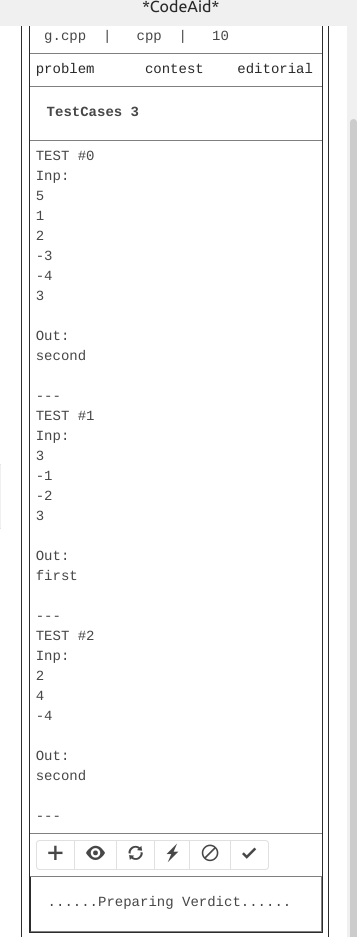 *CodeAid*
g.cpp | cpp | 10
problem contest editorial
TestCases 3
TEST #0
Inp:
5
1
2
-3
-4
3
Out:
second
---
TEST #1
Inp:
3
-1
-2
3
Out:
first
---
TEST #2
Inp:
2
4
-4
Out:
second
---
......Preparing Verdict......